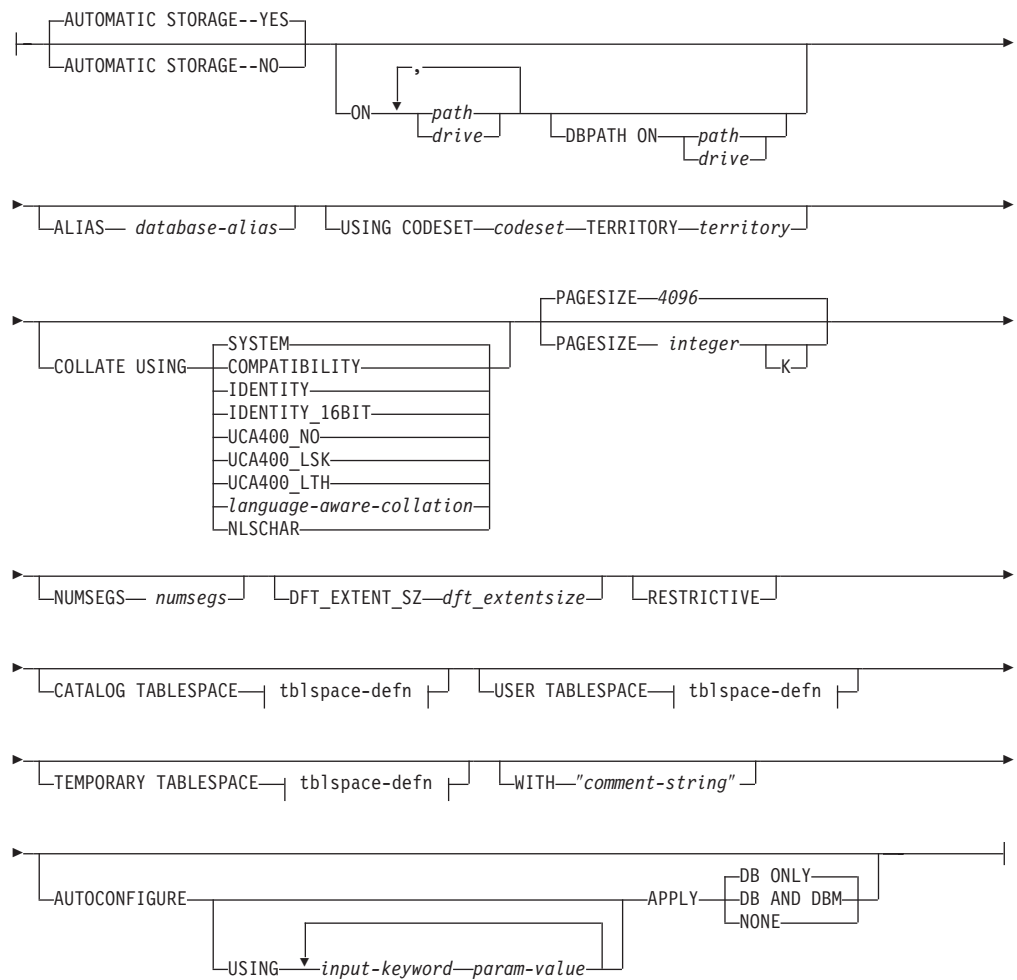 AUTOMATIC STORAGE--YES
AUTOMATIC STORAGE--NO
,
ON path
drive
DBPATH ON path
drive
ALIAS database-alias USING CODESET codeset TERRITORY territory
PAGESIZE 4096
SYSTEM PAGESIZE integer
COLLATE USING COMPATIBILITY K
IDENTITY
IDENTITY_16BIT
UCA400_NO
UCA400_LSK
UCA400_LTH
language-aware-collation
NLSCHAR
NUMSEGS numsegs DFT_EXTENT_SZ dft_extentsize RESTRICTIVE
CATALOG TABLESPACE tblspace-defn USER TABLESPACE tblspace-defn
TEMPORARY TABLESPACE tblspace-defn WITH "comment-string"
DB ONLY
AUTOCONFIGURE APPLY DB AND DBM
NONE
USING input-keyword param-value